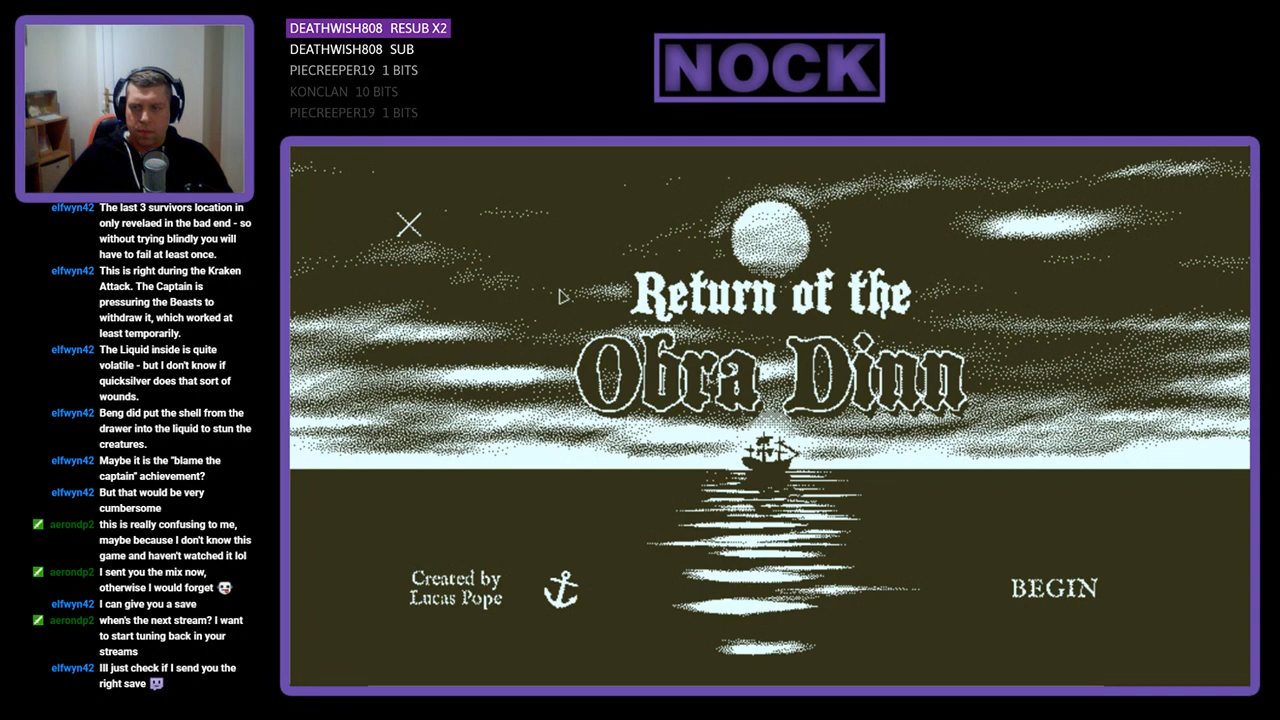 DEATHWISH808 RESUB X2
DEATHWISH808 SUB
PIECREEPER19 1 BITS
KONCLAN 10 BITS
PIECREEPER19 1 BITS
NOCK
elfwyn42 The last 3 survivors location in
only revelaed in the bad end - so
without trying blindly you will
have to fail at least once.
elfwyn42 This is right during the Kraken
Attack. The Captain is
pressuring the Beasts to
withdraw it, which worked at
least temporarily.
elfwyn42 The Liquid inside is quite
volatile - but I don't know if
quicksilver does that sort of
wounds.
elfwyn42 Beng did put the shell from the
drawer into the liquid to stun the
creatures.
elfwyn42 Maybe it is the "blame the
captain" achievement?
elfwyn42 But that would be very
cumbersome
aerondp2 this is really confusing to me,
maybe because I don't know this
game and haven't watched it lol
aerondp2 I sent you the mix now,
otherwise I would forget
elfwyn42 I can give you a save
aerondp2 when's the next stream? I want
to start tuning back in your
streams
elfwyn42 Ill just check if I send you the
right save
Return of the
Obra Dinn
Created by
Lucas Pope
BEGIN